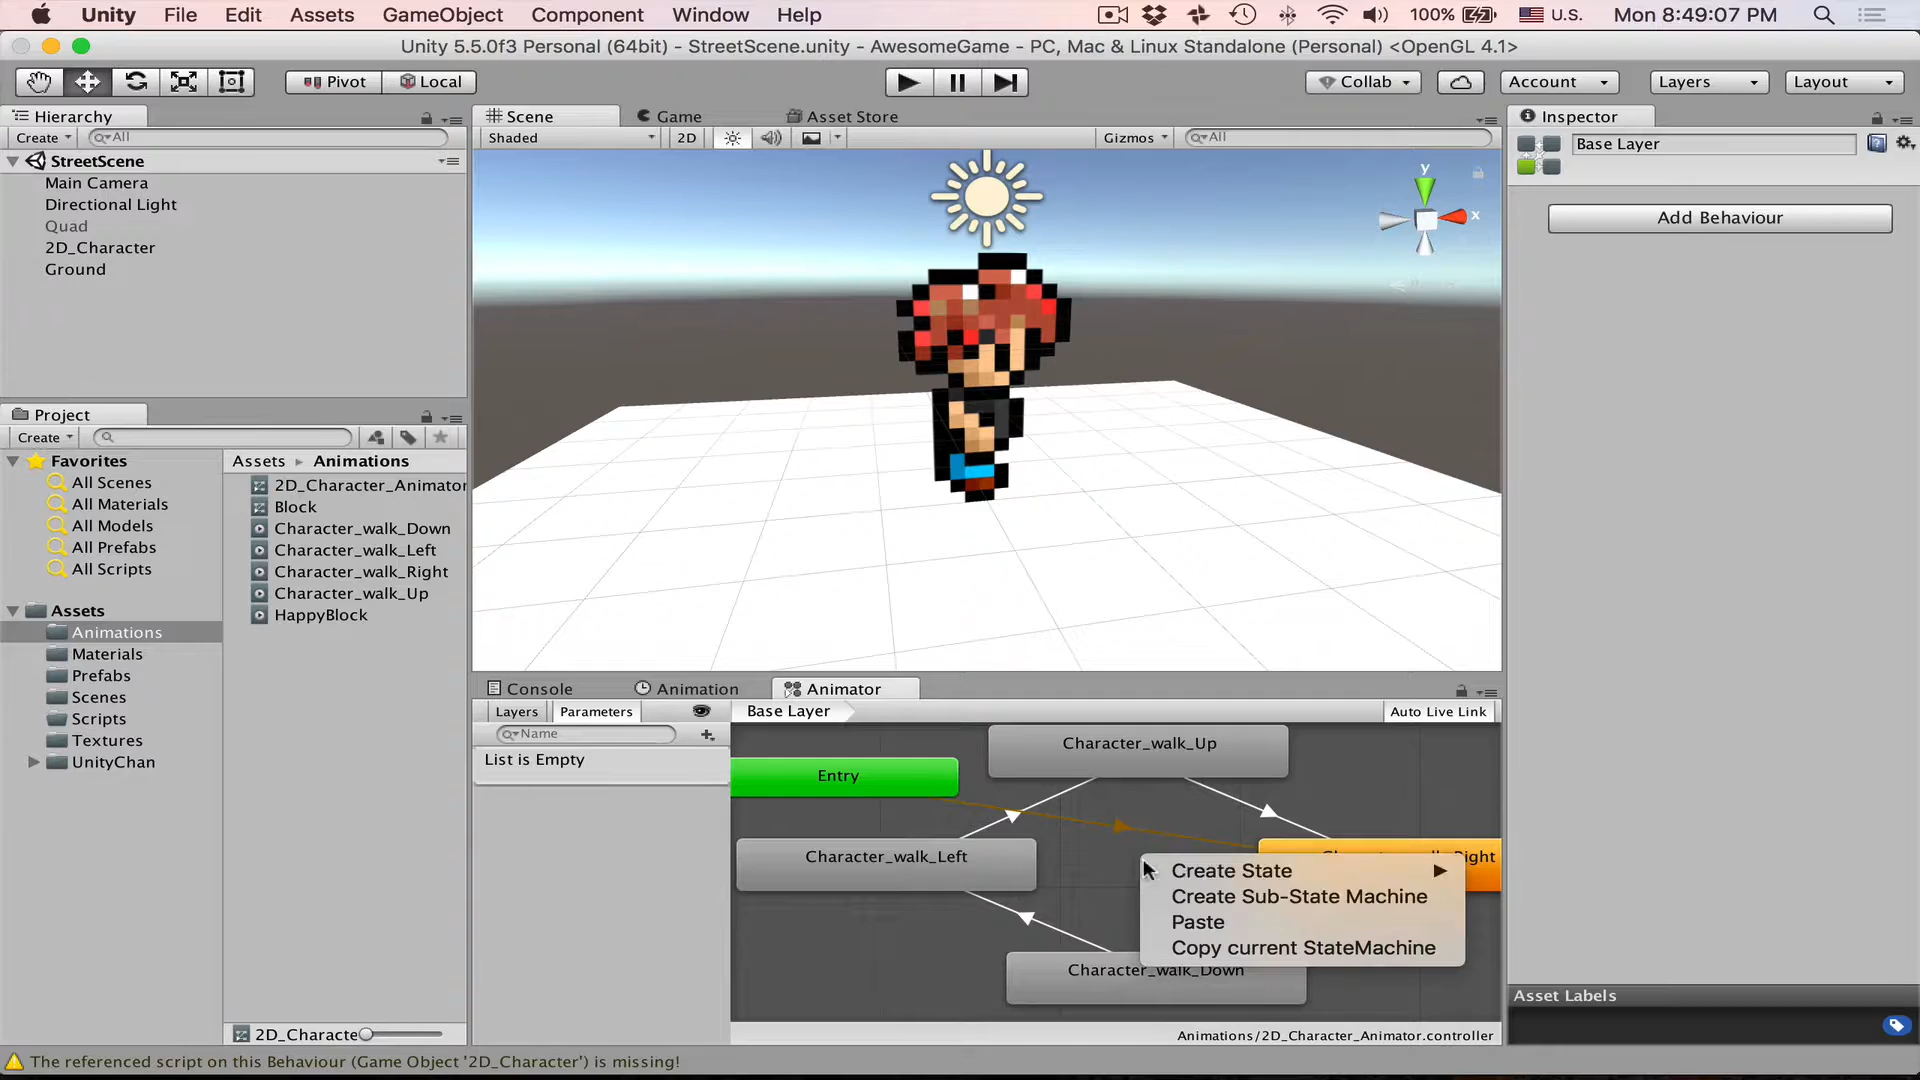 Unity File Edit Assets GameObject Component Window Help 100% U.S. Mon 8:49:07 PM
Unity 5.5.0f3 Personal (64bit) - StreetScene.unity - AwesomeGame - PC, Mac & Linux Standalone (Personal) <OpenGL 4.1>
Pivot Local Collab Account Layers Layout
Hierarchy
Create All
StreetScene
Main Camera
Directional Light
Quad
2D_Character
Ground
Scene Game Asset Store
Shaded 2D Gizmos All
y
x
Project
Create
Favorites
All Scenes
All Materials
All Models
All Prefabs
All Scripts
Assets
Animations
Materials
Prefabs
Scenes
Scripts
Textures
UnityChan
Assets Animations
2D_Character_Animator
Block
Character_walk_Down
Character_walk_Left
Character_walk_Right
Character_walk_Up
HappyBlock
2D_Characte
Console Animation Animator
Layers Parameters Base Layer Auto Live Link
Name
List is Empty
Character_walk_Up
Entry
Character_walk_Left
Right
Character_walk_Down
Create State
Create Sub-State Machine
Paste
Copy current StateMachine
Animations/2D_Character_Animator.controller
Inspector
Base Layer
Add Behaviour
Asset Labels
The referenced script on this Behaviour (Game Object '2D_Character') is missing!